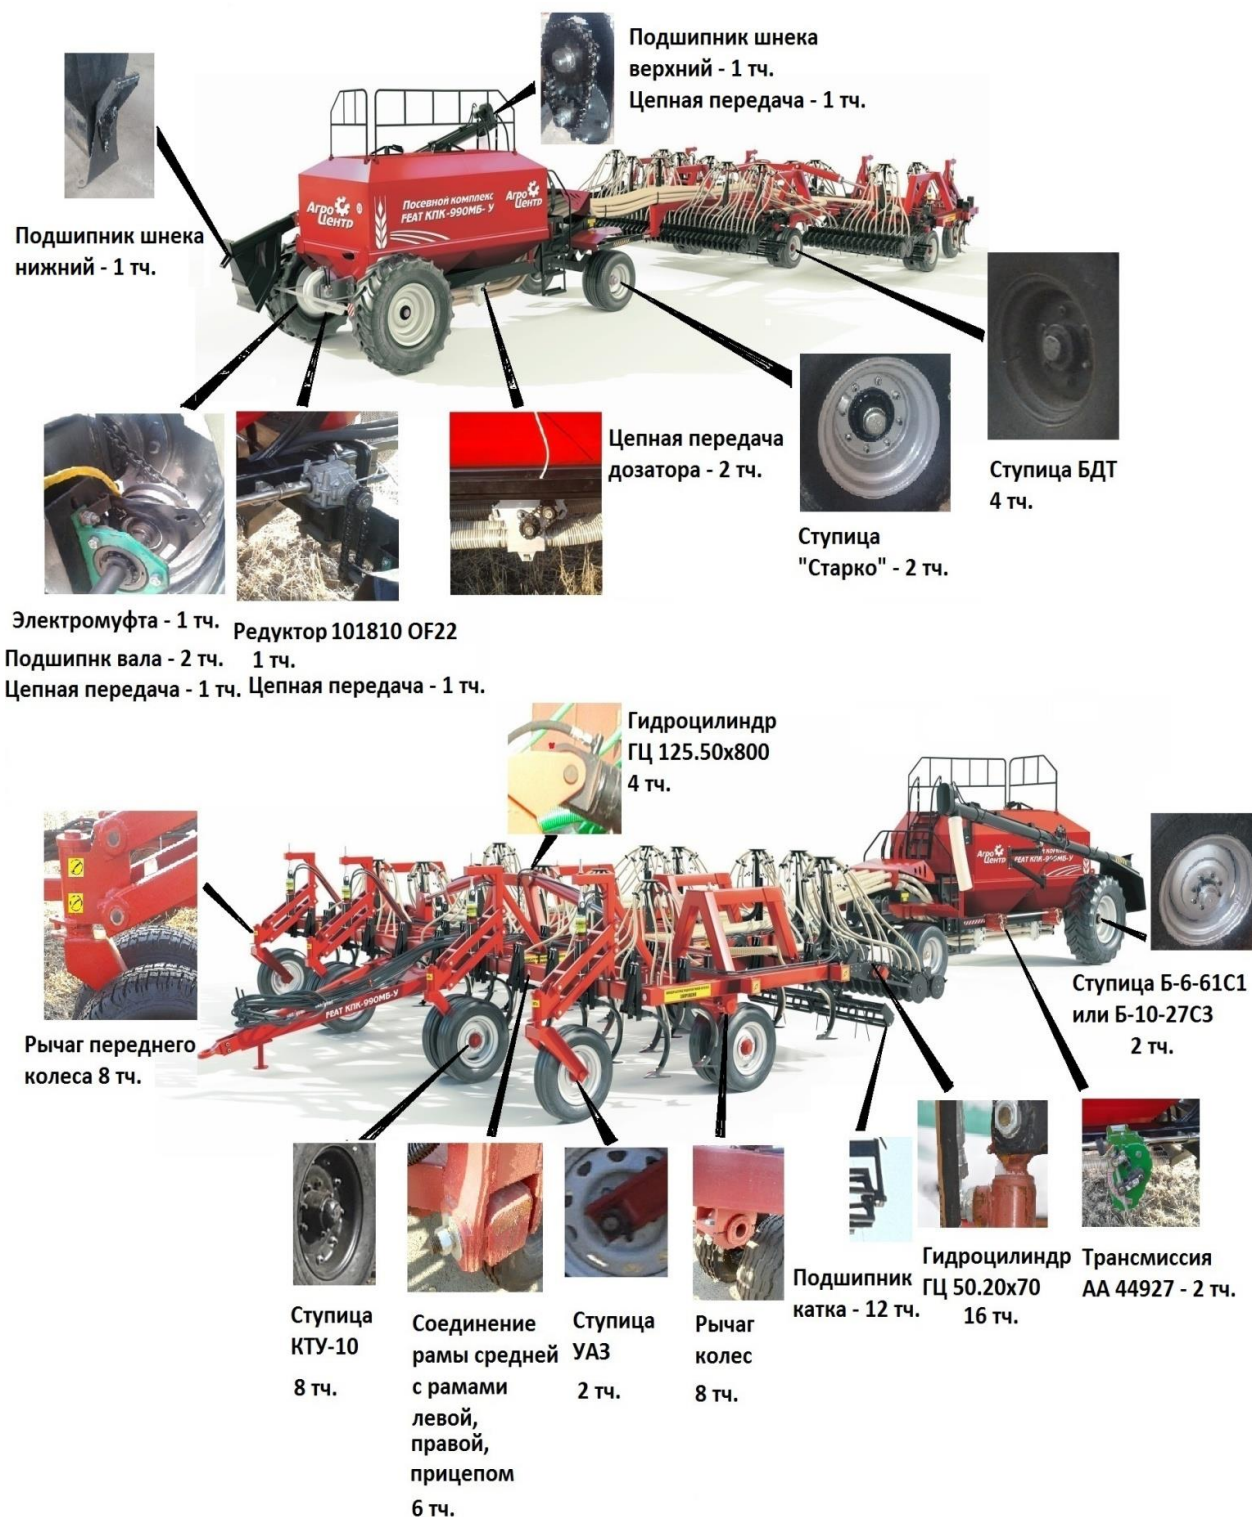 Подшипник шнека
верхний - 1 тч.
Цепная передача - 1 тч.
Подшипник шнека
нижний - 1 тч.
Агро
Центр
Посевной комплекс
FEAT КПК-990МБ- У
Агро
Центр
Цепная передача
дозатора - 2 тч.
Ступица БДТ
4 тч.
Ступица
"Старко" - 2 тч.
Электромуфта - 1 тч.
Подшипнк вала - 2 тч.
Цепная передача - 1 тч.
Редуктор 101810 OF22
1 тч.
Цепная передача - 1 тч.
Гидроцилиндр
ГЦ 125.50х800
4 тч.
Агро
Центр
FEAT КПК-990МБ-У
FEAT КПК-990МБ-У
Рычаг переднего
колеса 8 тч.
Ступица Б-6-61С1
или Б-10-27С3
2 тч.
Ступица
КТУ-10
8 тч.
Соединение
рамы средней
с рамами
левой,
правой,
прицепом
6 тч.
Ступица
УАЗ
2 тч.
Рычаг
колес
8 тч.
Подшипник
катка - 12 тч.
Гидроцилиндр
ГЦ 50.20х70
16 тч.
Трансмиссия
АА 44927 - 2 тч.